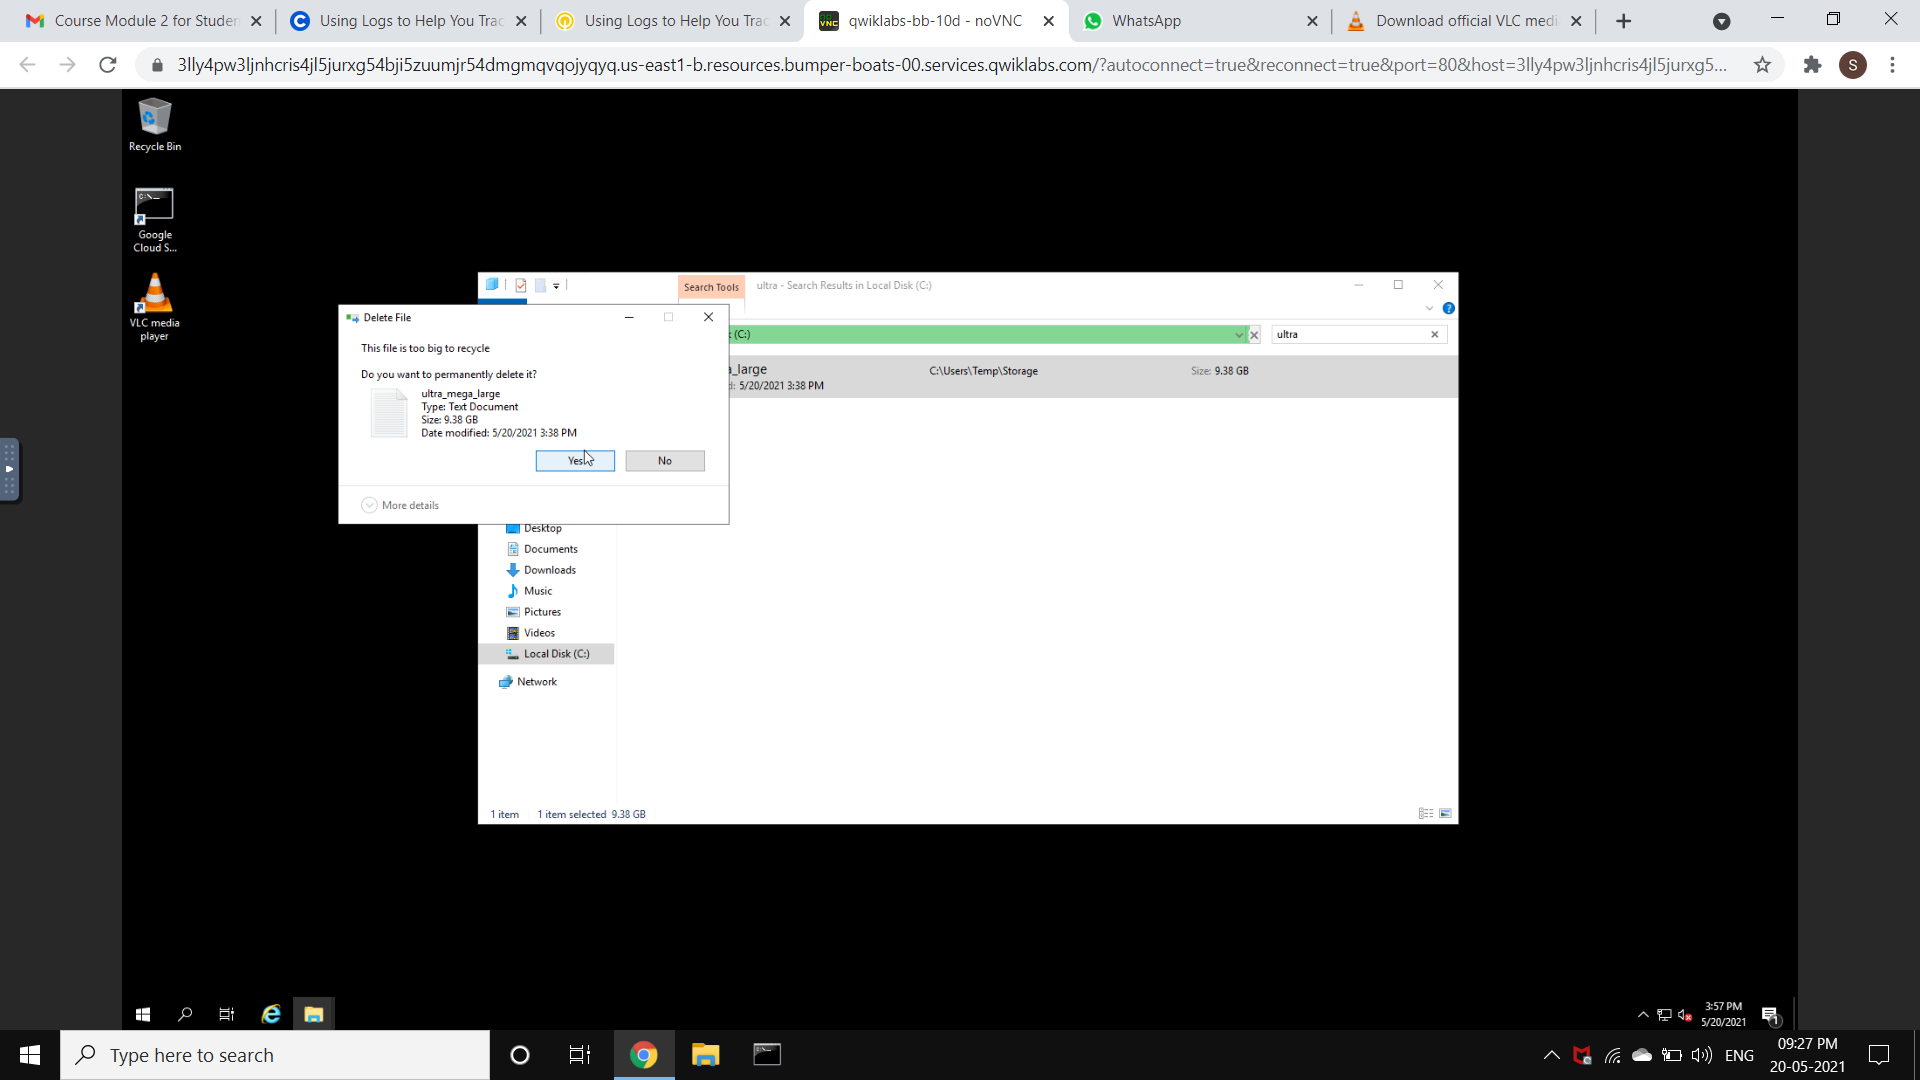 Course Module 2 for Studen
Using Logs to Help You Trac
Using Logs to Help You Trac
VNC
qwiklabs-bb-10d - noVNC
WhatsApp
Download official VLC medi
3lly4pw3ljnhcris4jl5jurxg54bji5zuumjr54dmgmqvqojyqyq.us-east1-b.resources.bumper-boats-00.services.qwiklabs.com/?autoconnect=true&reconnect=true&port=80&host=3lly4pw3ljnhcris4jl5jurxg5...
S
Recycle Bin
Google
Cloud S...
VLC media
player
Search Tools
ultra - Search Results in Local Disk (C:)
Delete File
This file is too big to recycle
Do you want to permanently delete it?
ultra_mega_large
Type: Text Document
Size: 9.38 GB
Date modified: 5/20/2021 3:38 PM
Yes
No
More details
(C:)
ultra
a_large
d: 5/20/2021 3:38 PM
C:\Users\Temp\Storage
Size: 9.38 GB
Desktop
Documents
Downloads
Music
Pictures
Videos
Local Disk (C:)
Network
1 item
1 item selected 9.38 GB
3:57 PM
5/20/2021
1
Type here to search
ENG
09:27 PM
20-05-2021